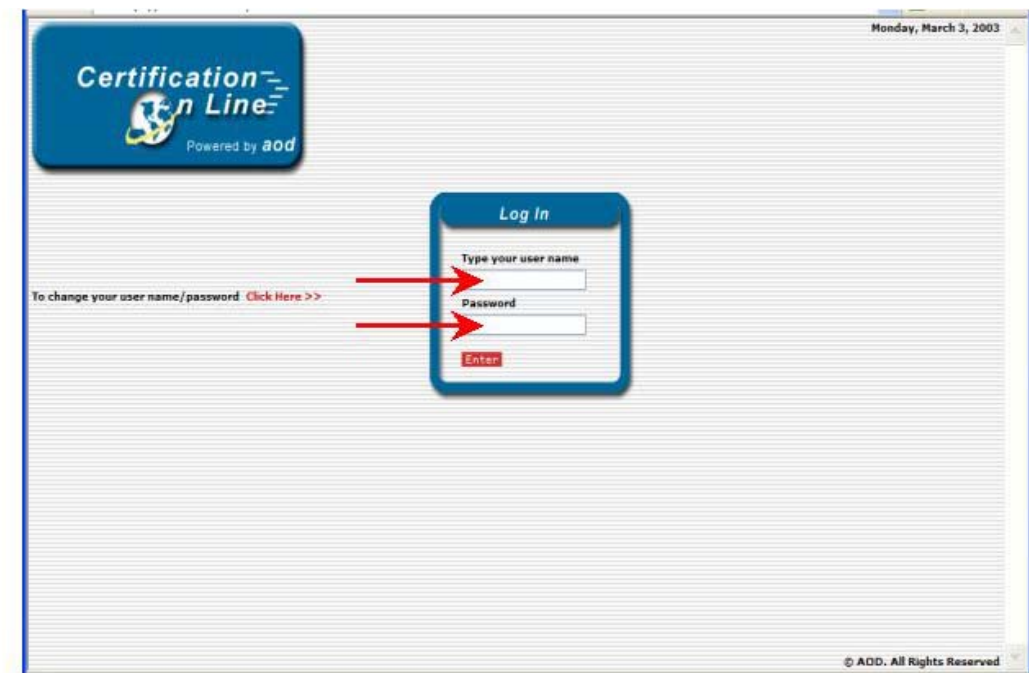 Monday, March 3, 2003
Certification
On Line
Powered by aod
Log In
Type your user name
To change your user name/password Click Here >>
Password
Enter
© AOD. All Rights Reserved